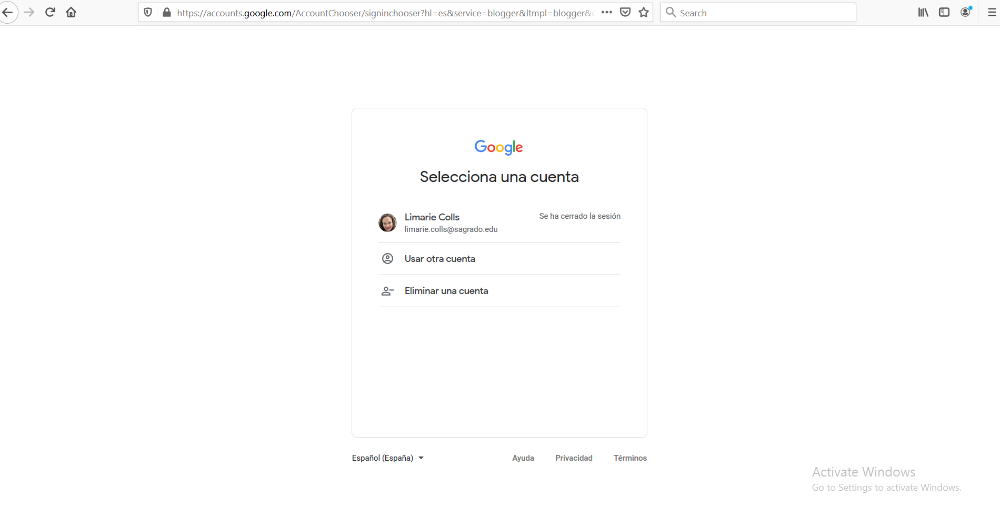 https://accounts.google.com/AccountChooser/signinchooser?hl=es&service=blogger&ltmpl=blogger&
Search
Google
Selecciona una cuenta
Limarie Colls
Se ha cerrado la sesión
limarie.colls@sagrado.edu
Usar otra cuenta
Eliminar una cuenta
Español (España)
Ayuda
Privacidad
Términos
Activate Windows
Go to Settings to activate Windows.